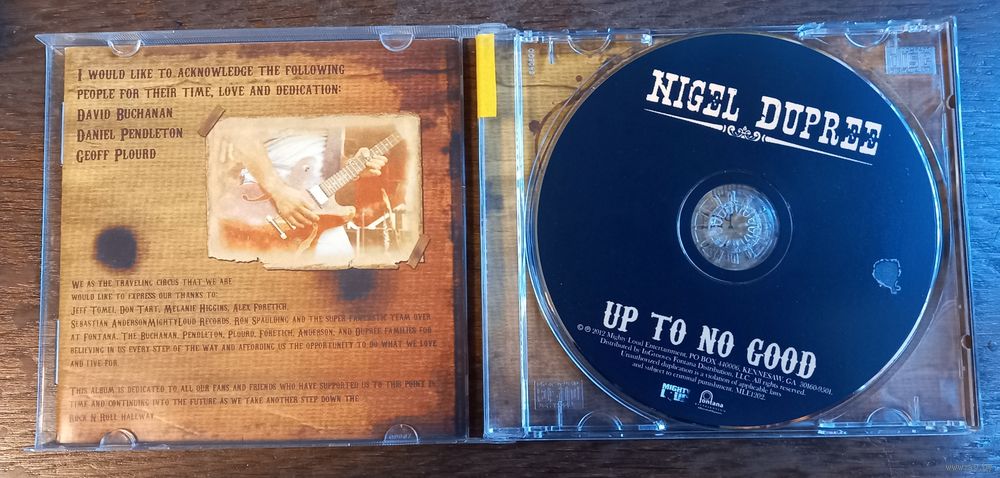 I WOULD LIKE TO ACKNOWLEDGE THE FOLLOWING
PEOPLE FOR THEIR TIME, LOVE AND DEDICATION:
DAVID BUCHANAN
DANIEL PENDLETON
GEOFF PLOURD
WE AS THE TRAVELING CIRCUS THAT WE ARE
WOULD LIKE TO EXPRESS OUR THANKS TO:
JEFF TOMEI, DON TART, MELANIE HIGGINS, ALEX FORETICH
SEBASTIAN ANDERSONMIGHTYLOUD RECORDS, RON SPAULDING AND THE SUPER FANTASTIC TEAM OVER
AT FONTANA. THE BUCHANAN, PENDLETON, PLOURD, FORETICH, ANDERSON, AND DUPREE FAMILIES FOR
BELIEVING IN US EVERY STEP OF THE WAY AND AFFORDING US THE OPPORTUNITY TO DO WHAT WE LOVE
AND LIVE FOR
THIS ALBUM IS DEDICATED TO ALL OUR FANS AND FRIENDS WHO HAVE SUPPORTED US TO THIS POINT IN
TIME AND CONTINUING INTO THE FUTURE AS WE TAKE ANOTHER STEP DOWN THE
ROCK N ROLL HALLWAY
NIGEL DUPREE
UP TO NO GOOD
© ℗ 2012 Mighty Loud Entertainment. PO BOX 440006, KENNESAW, GA 30160-9501.
Distributed by InGrooves Fontana Distribution, LLC. All rights reserved.
Unauthorized duplication is a violation of applicable laws
and subject to criminal punishment. MLE1202.
MIGHTY
LOUD
fontana